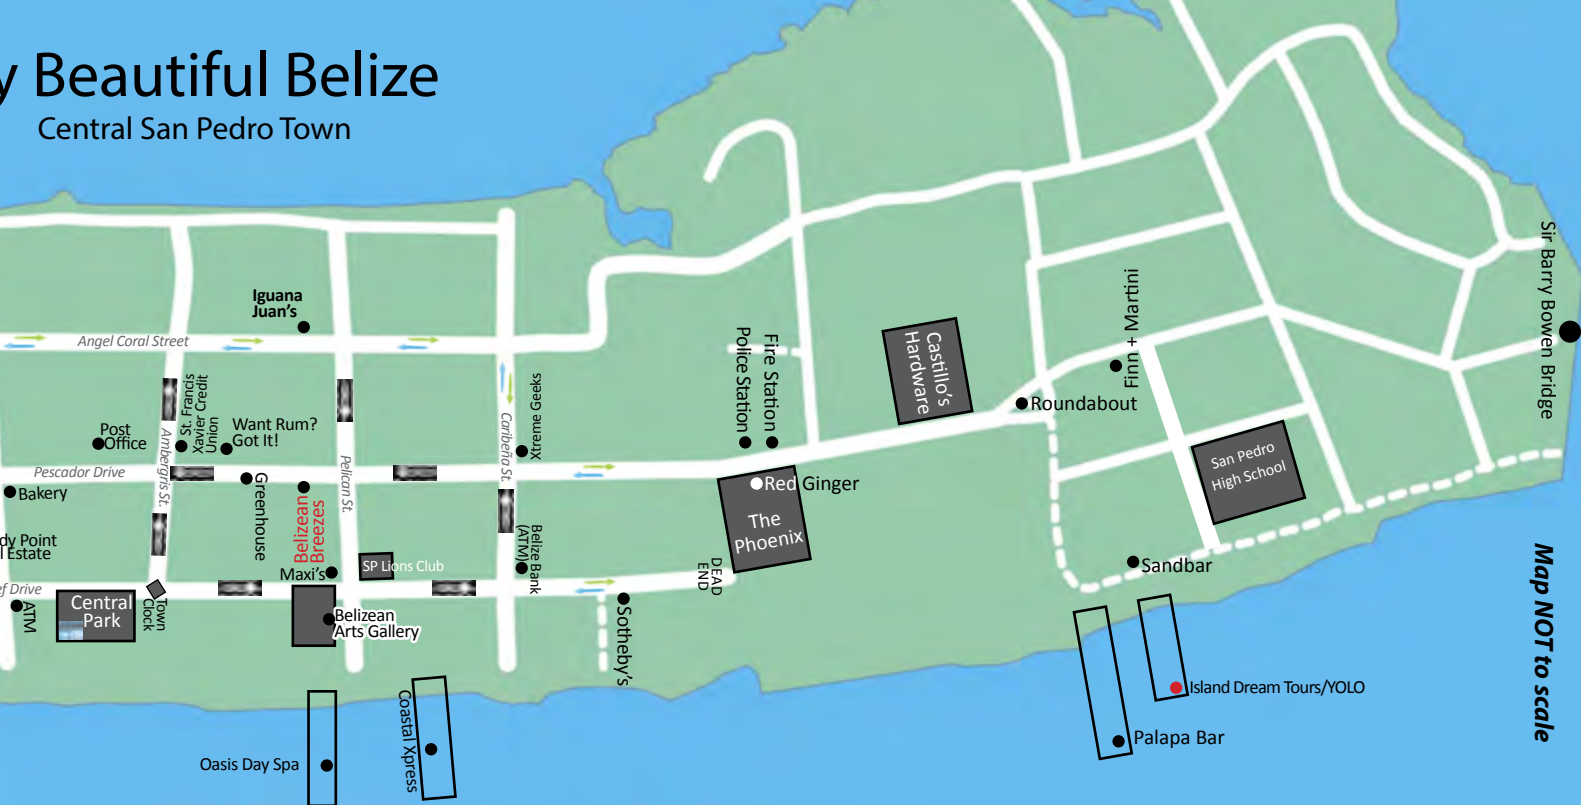 y Beautiful Belize
Central San Pedro Town
Iguana
Juan's
Angel Coral Street
Post
Office
St. Francis
Xavier Credit
Union
Want Rum?
Got It!
Ambergris St.
Pescador Drive
Bakery
Greenhouse
Belizean
Breezes
Pelican St.
Caribeña St.
Xtreme Geeks
Belize Bank
(ATM)
dy Point
l Estate
ef Drive
ATM
Central
Park
Town
Clock
Maxi's
SP Lions Club
Belizean
Arts Gallery
Sotheby's
DEAD
END
Oasis Day Spa
Coastal Xpress
Police Station
Fire Station
Red Ginger
The
Phoenix
Castillo's
Hardware
Roundabout
Finn + Martini
San Pedro
High School
Sandbar
Island Dream Tours/YOLO
Palapa Bar
Sir Barry Bowen Bridge
Map NOT to scale